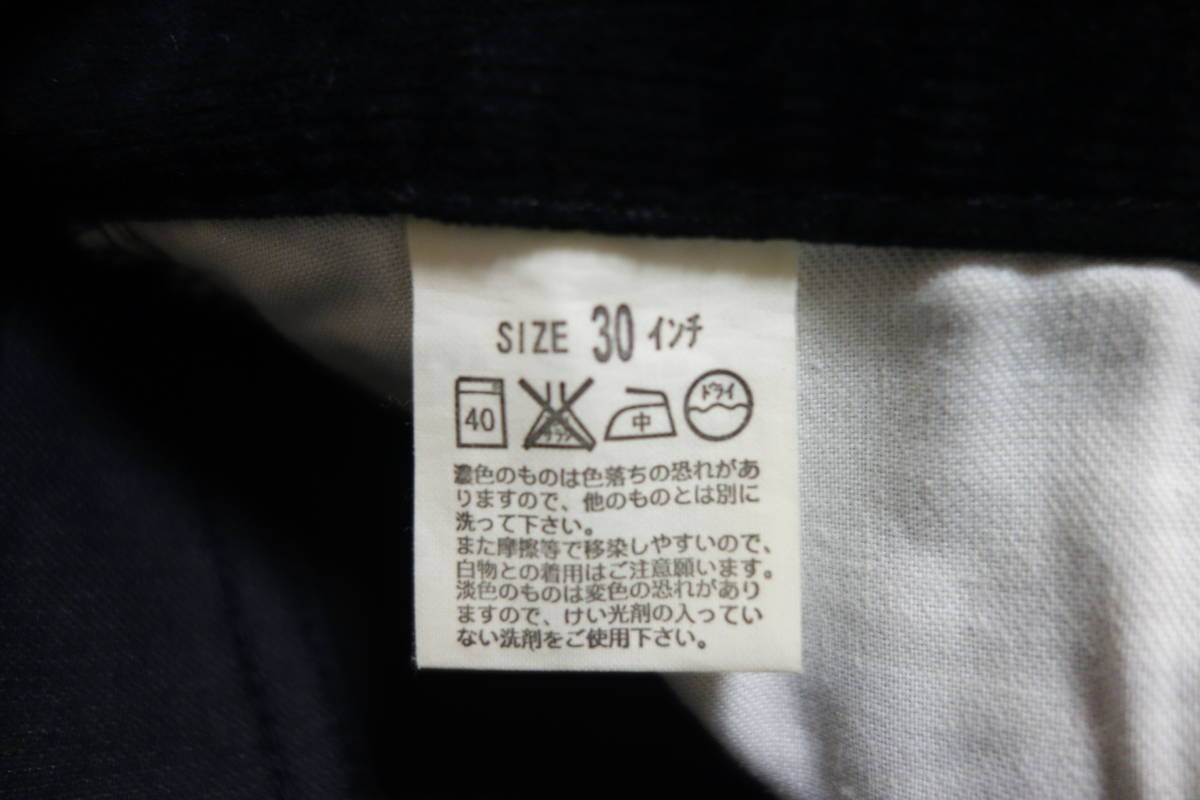 SIZE 30 インチ
40 中 ドライ
濃色のものは色落ちの恐れがあ
りますので、他のものとは別に
洗って下さい。
また摩擦等で移染しやすいので、
白物との着用はご注意願います。
淡色のものは変色の恐れがあり
ますので、けい光剤の入ってい
ない洗剤をご使用下さい。